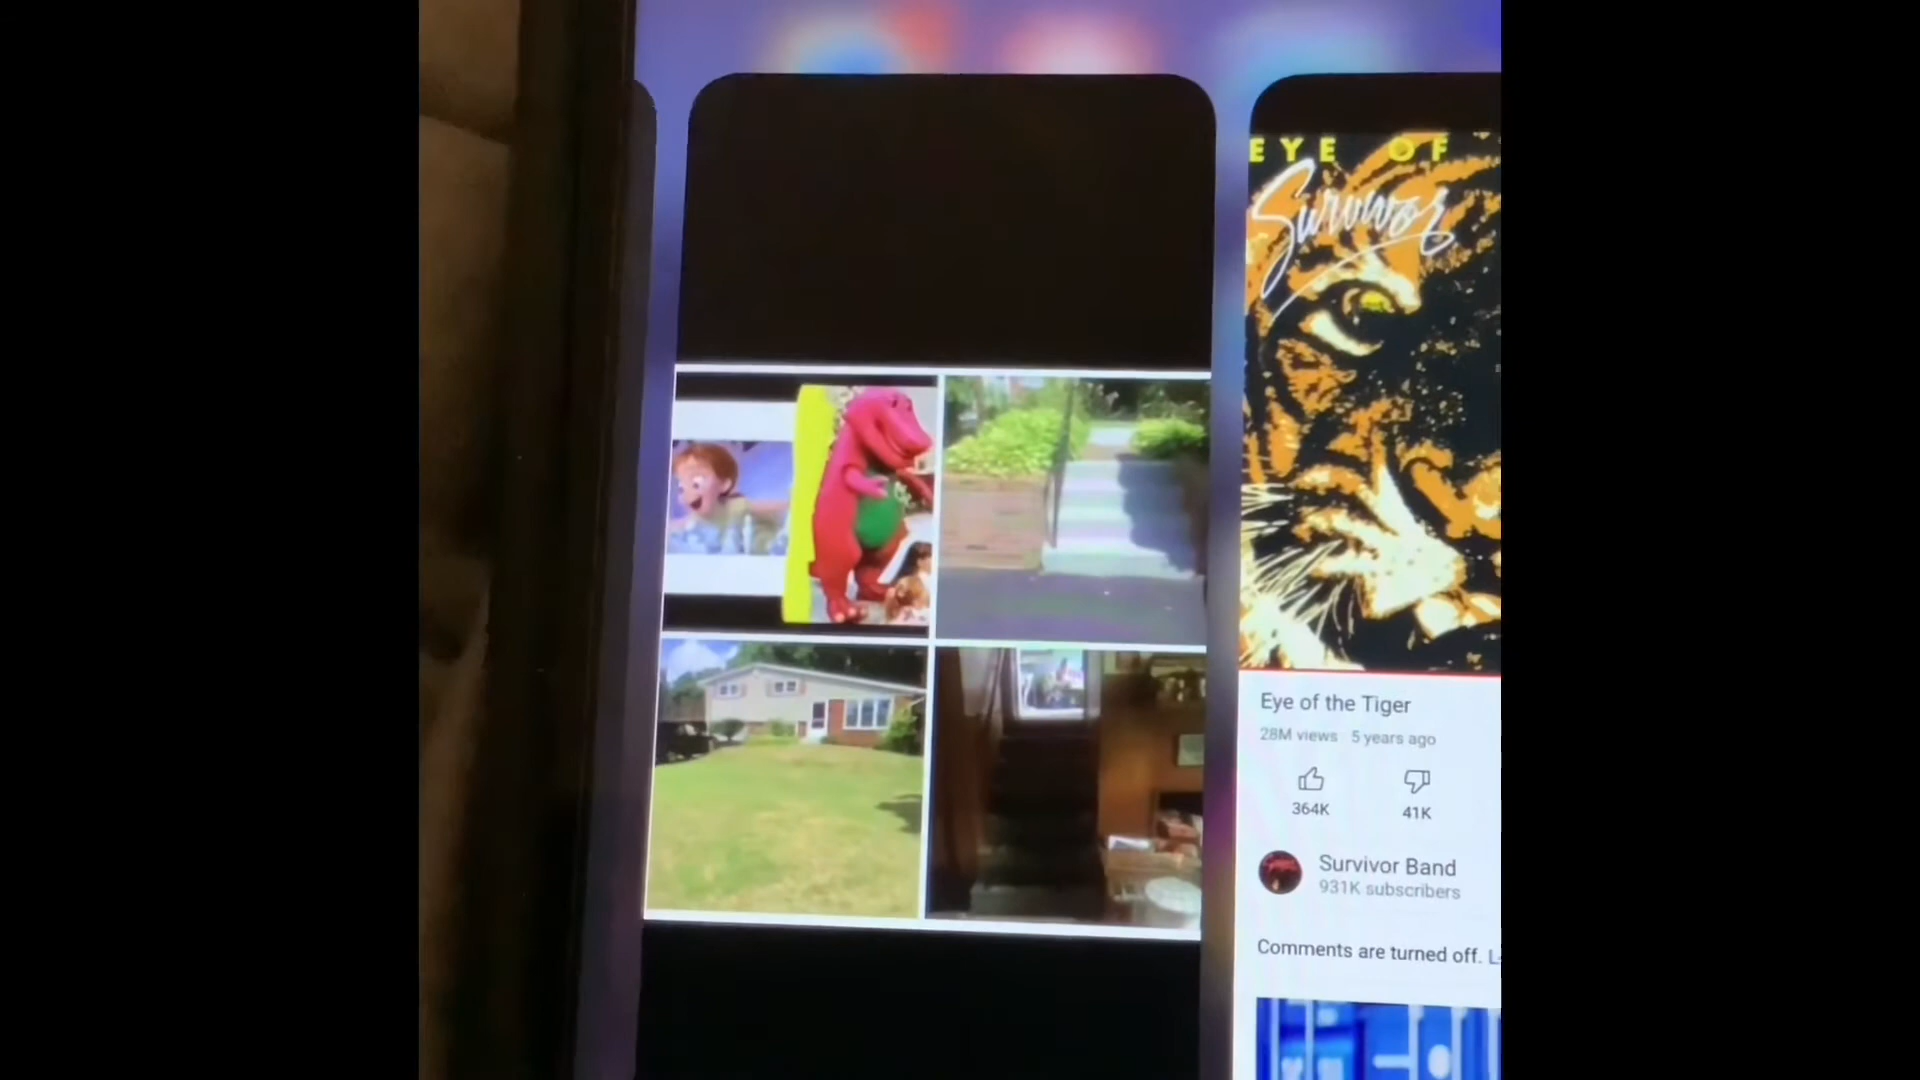 EYE OF
Survivor
Eye of the Tiger
28M views 5 years ago
364K
41K
Survivor Band
931K subscribers
Comments are turned off.